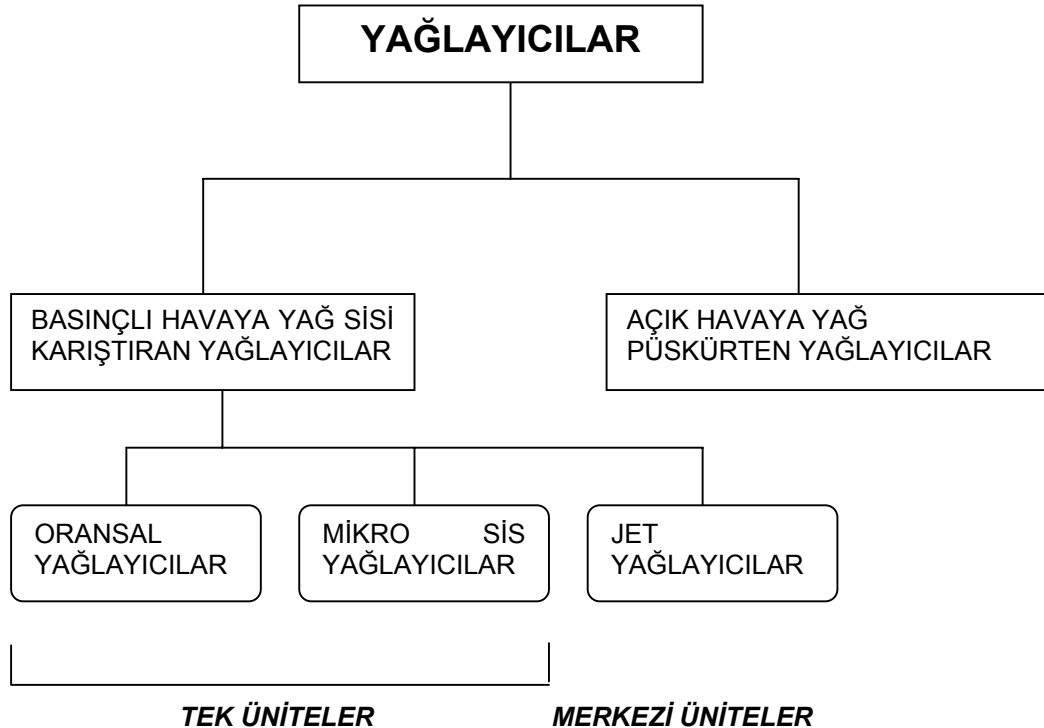 YAĞLAYICILAR
BASINÇLI HAVAYA YAĞ SİSİ
KARIŞTIRAN YAĞLAYICILAR
AÇIK HAVAYA YAĞ
PÜSKÜRTEN YAĞLAYICILAR
ORANSAL
YAĞLAYICILAR
MİKRO SİS
YAĞLAYICILAR
JET
YAĞLAYICILAR
TEK ÜNİTELER
MERKEZİ ÜNİTELER